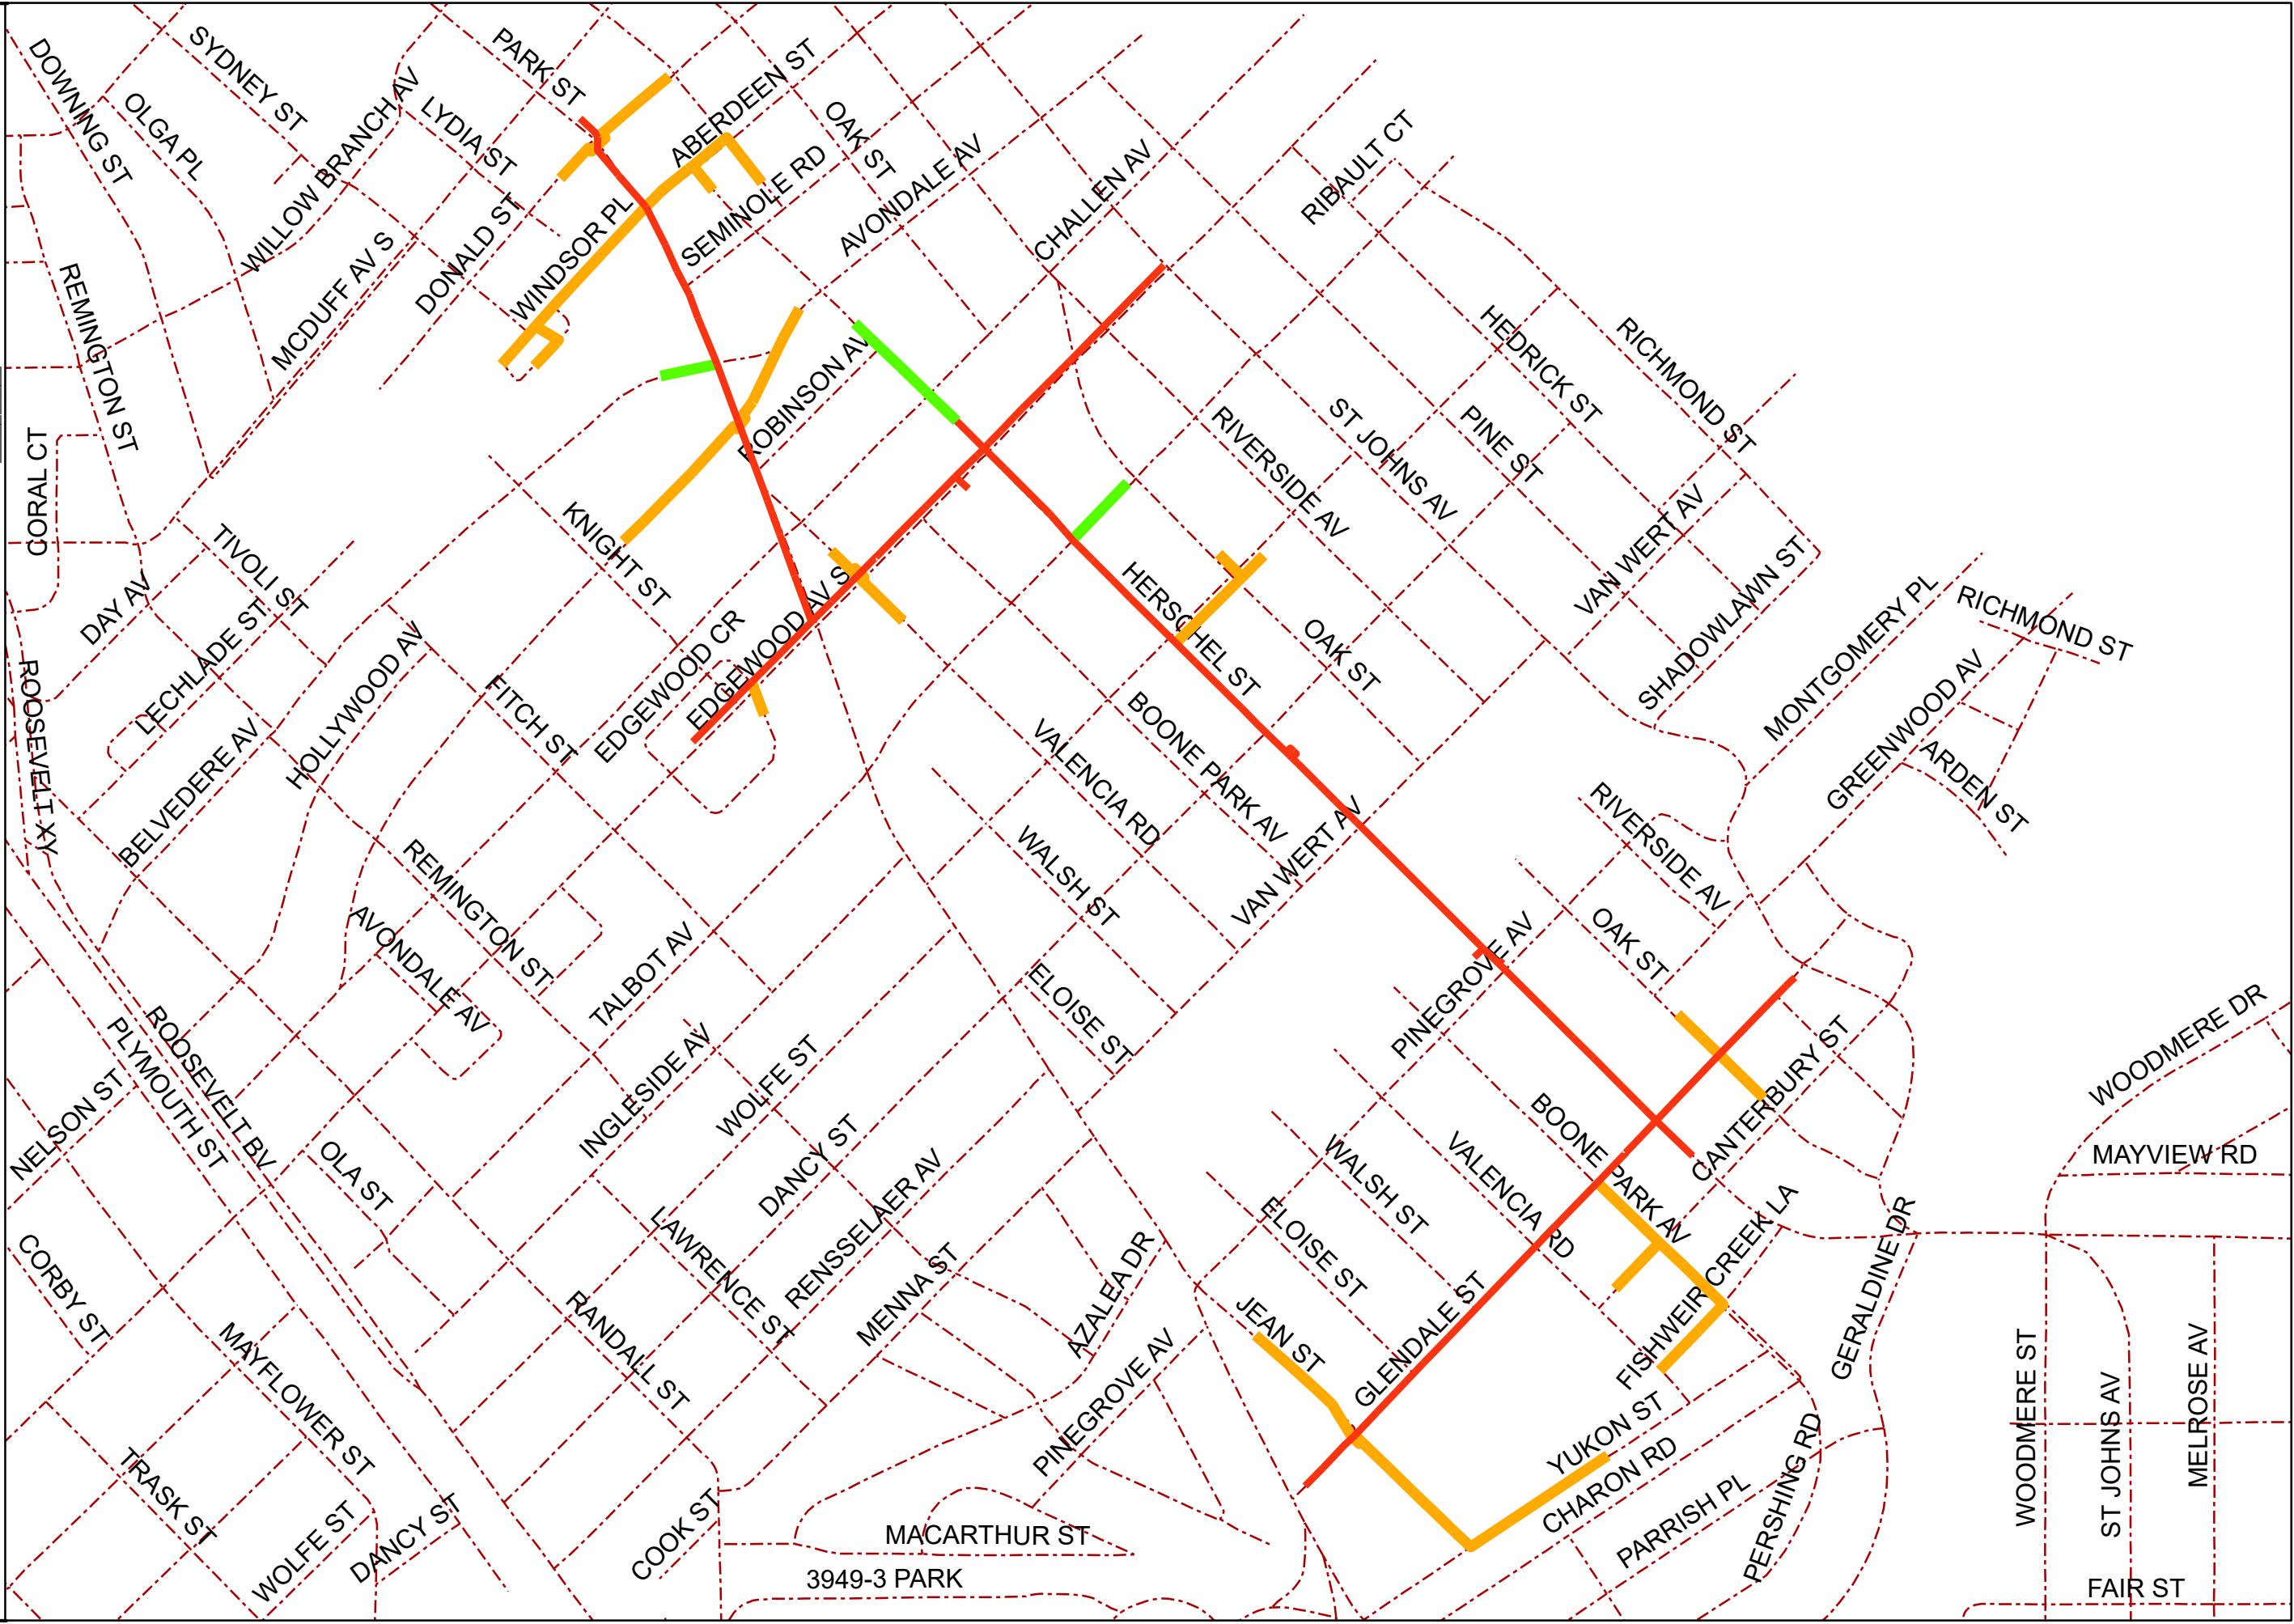 SYDNEY ST
PARK ST
DOWNING ST
OLGA PL
WILLOW BRANCH AV
LYDIA ST
ABERDEEN ST
OAK ST
SEMINOLE RD
AVONDALE AV
CHALLEN AV
RIBAULT CT
MCDUFF AV S
DONALD ST
WINDSOR PL
REMINGTON ST
ROBINSON AV
HEDRICK ST
RICHMOND ST
CORAL CT
RIVERSIDE AV
ST JOHNS AV
PINE ST
VAN WERT AV
TIVOLI ST
KNIGHT ST
DAY AV
LECHLADE ST
HERSCHEL ST
OAK ST
SHADOWLAWN ST
MONTGOMERY PL
RICHMOND ST
ROOSEVELT XY
BELVEDERE AV
HOLLYWOOD AV
FITCH ST
EDGEWOOD CR
EDGEWOOD AV S
VALENCIA RD
BOONE PARK AV
GREENWOOD AV
ARDEN ST
REMINGTON ST
AVONDALE AV
WALSH ST
VAN WERT AV
RIVERSIDE AV
OAK ST
TALBOT AV
ELOISE ST
PINEGROVE AV
ROOSEVELT BV
PLYMOUTH ST
NELSON ST
INGLESIDE AV
WOLFE ST
CANTERBURY ST
WOODMERE DR
MAYVIEW RD
OLA ST
DANCY ST
RENSSELAER AV
LAWRENCE ST
MENNA ST
WALSH ST
VALENCIA RD
BOONE PARK AV
FISHWEIR CREEK LA
GERALDINE DR
CORBY ST
RANDALL ST
AZALEA DR
ELOISE ST
JEAN ST
GLENDALE ST
MAYFLOWER ST
PINEGROVE AV
YUKON ST
CHARON RD
PARRISH PL
PERSHING RD
WOODMERE ST
ST JOHNS AV
MELROSE AV
TRASK ST
WOLFE ST
DANCY ST
COOK ST
MACARTHUR ST
3949-3 PARK
FAIR ST